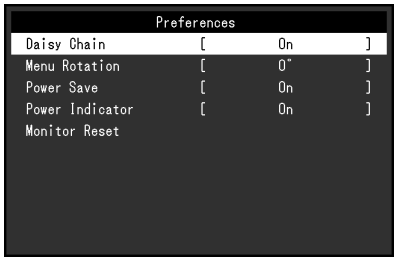 Preferences
Daisy Chain [ On ]
Menu Rotation [ 0° ]
Power Save [ On ]
Power Indicator [ On ]
Monitor Reset